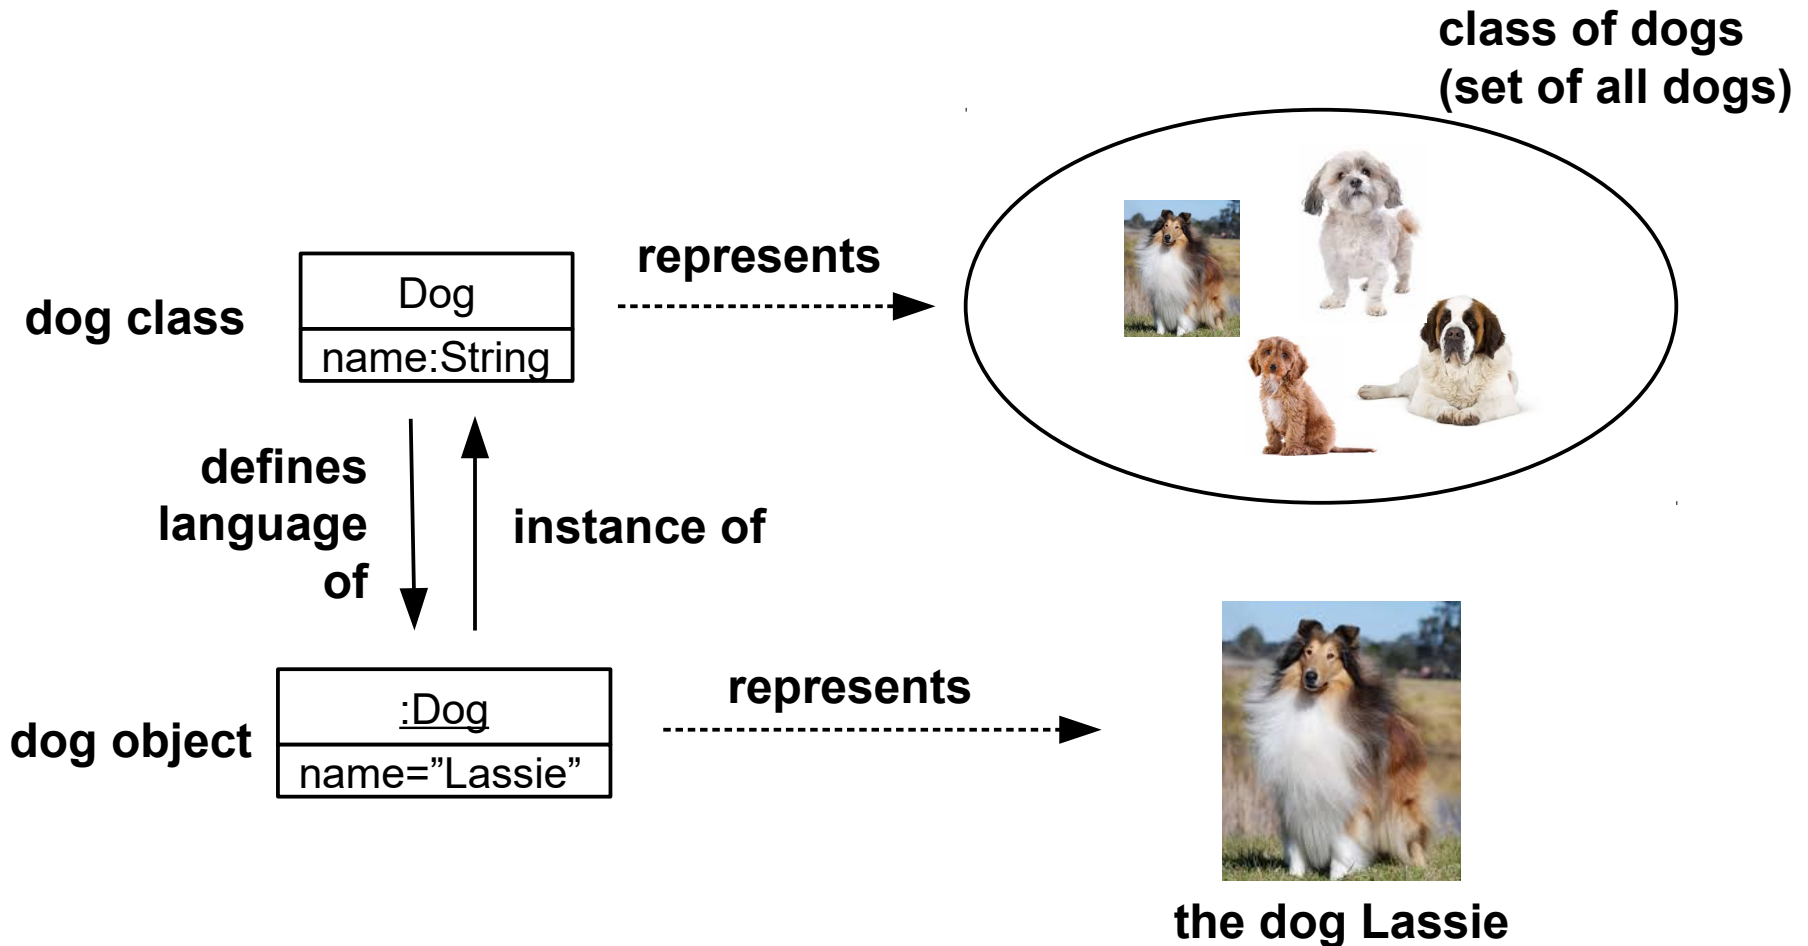 class of dogs
(set of all dogs)
represents
dog class
Dog
name:String
defines
language
of
instance of
dog object
:Dog
name=”Lassie”
represents
the dog Lassie